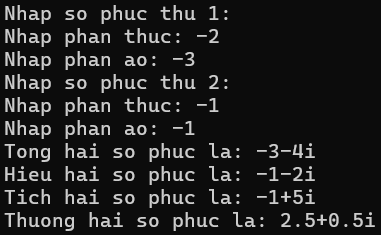 Nhap so phuc thu 1:
Nhap phan thuc: -2
Nhap phan ao: -3
Nhap so phuc thu 2:
Nhap phan thuc: -1
Nhap phan ao: -1
Tong hai so phuc la: -3-4i
Hieu hai so phuc la: -1-2i
Tich hai so phuc la: -1+5i
Thuong hai so phuc la: 2.5+0.5i